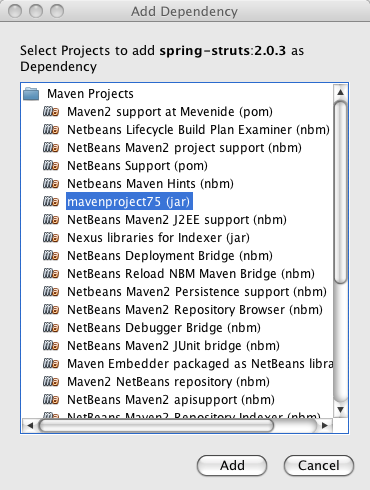 Add Dependency
Select Projects to add spring-struts:2.0.3 as
Dependency
Maven Projects
Maven2 support at Mevenide (pom)
NetBeans Lifecycle Build Plan Examiner (nbm)
NetBeans Maven2 project support (nbm)
NetBeans Support (pom)
Netbeans Maven Hints (nbm)
mavenproject75 (jar)
NetBeans Maven2 J2EE support (nbm)
Nexus libraries for Indexer (jar)
NetBeans Deployment Bridge (nbm)
NetBeans Reload NBM Maven Bridge (nbm)
NetBeans Maven2 Persistence support (nbm)
NetBeans Maven2 Repository Browser (nbm)
NetBeans Debugger Bridge (nbm)
NetBeans Maven2 JUnit bridge (nbm)
Maven Embedder packaged as NetBeans libra
Maven2 NetBeans repository (nbm)
NetBeans Maven2 apisupport (nbm)
NetBeans Maven2 Repository Indexer (nbm)
Add
Cancel